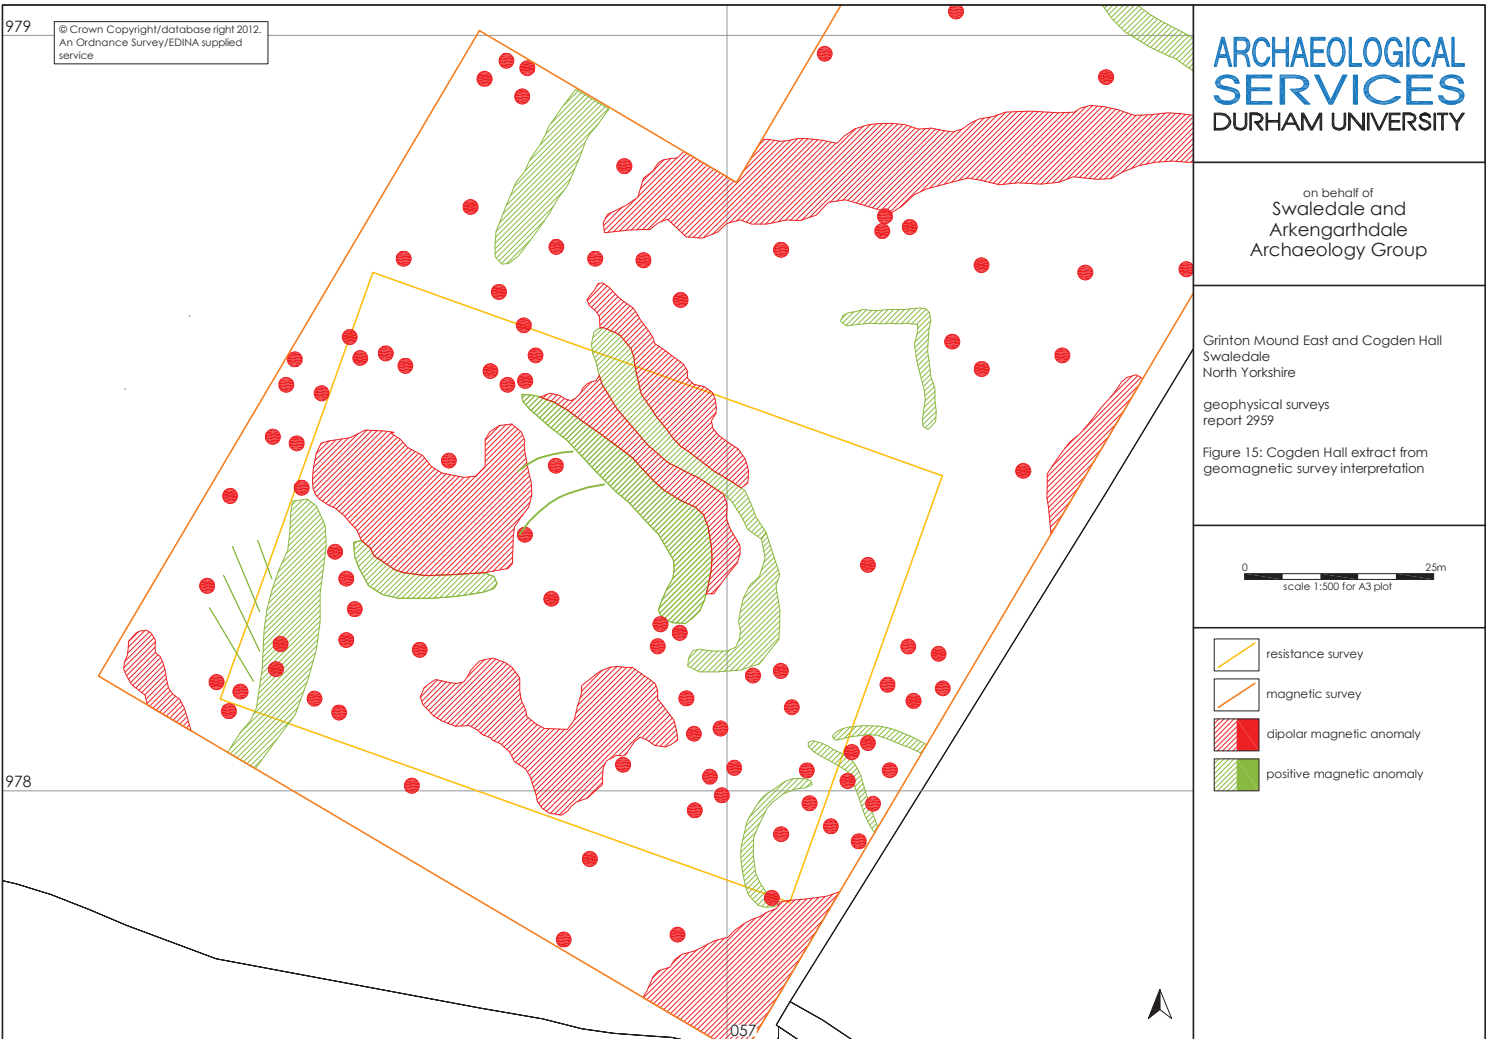 979
© Crown Copyright/database right 2012.
An Ordnance Survey/EDINA supplied
service
978
057
ARCHAEOLOGICAL
SERVICES
DURHAM UNIVERSITY
on behalf of
Swaledale and
Arkengarthdale
Archaeology Group
Grinton Mound East and Cogden Hall
Swaledale
North Yorkshire
geophysical surveys
report 2959
Figure 15: Cogden Hall extract from
geomagnetic survey interpretation
0 25m
scale 1:500 for A3 plot
resistance survey
magnetic survey
dipolar magnetic anomaly
positive magnetic anomaly